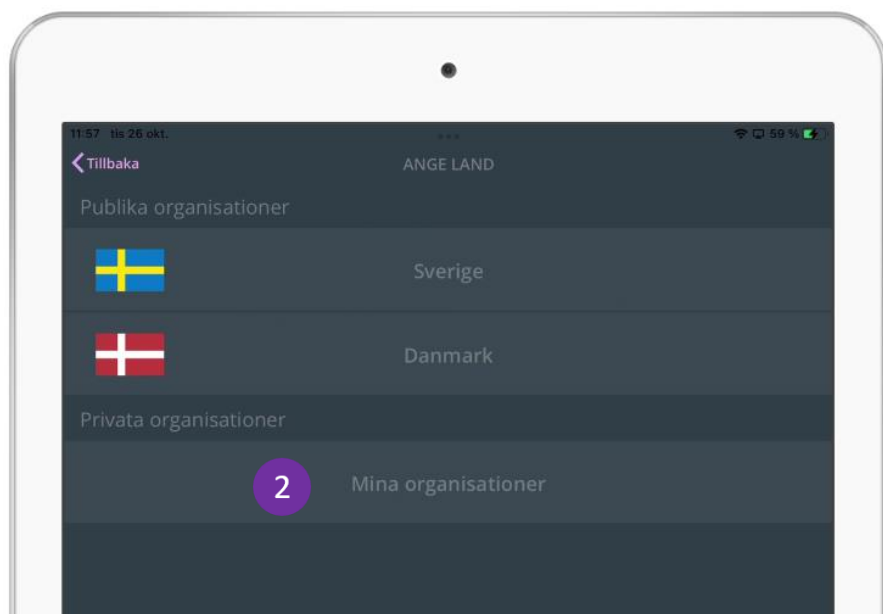 11:57 tis 26 okt.
59 %
Tillbaka
ANGE LAND
Publika organisationer
Sverige
Danmark
Privata organisationer
2
Mina organisationer